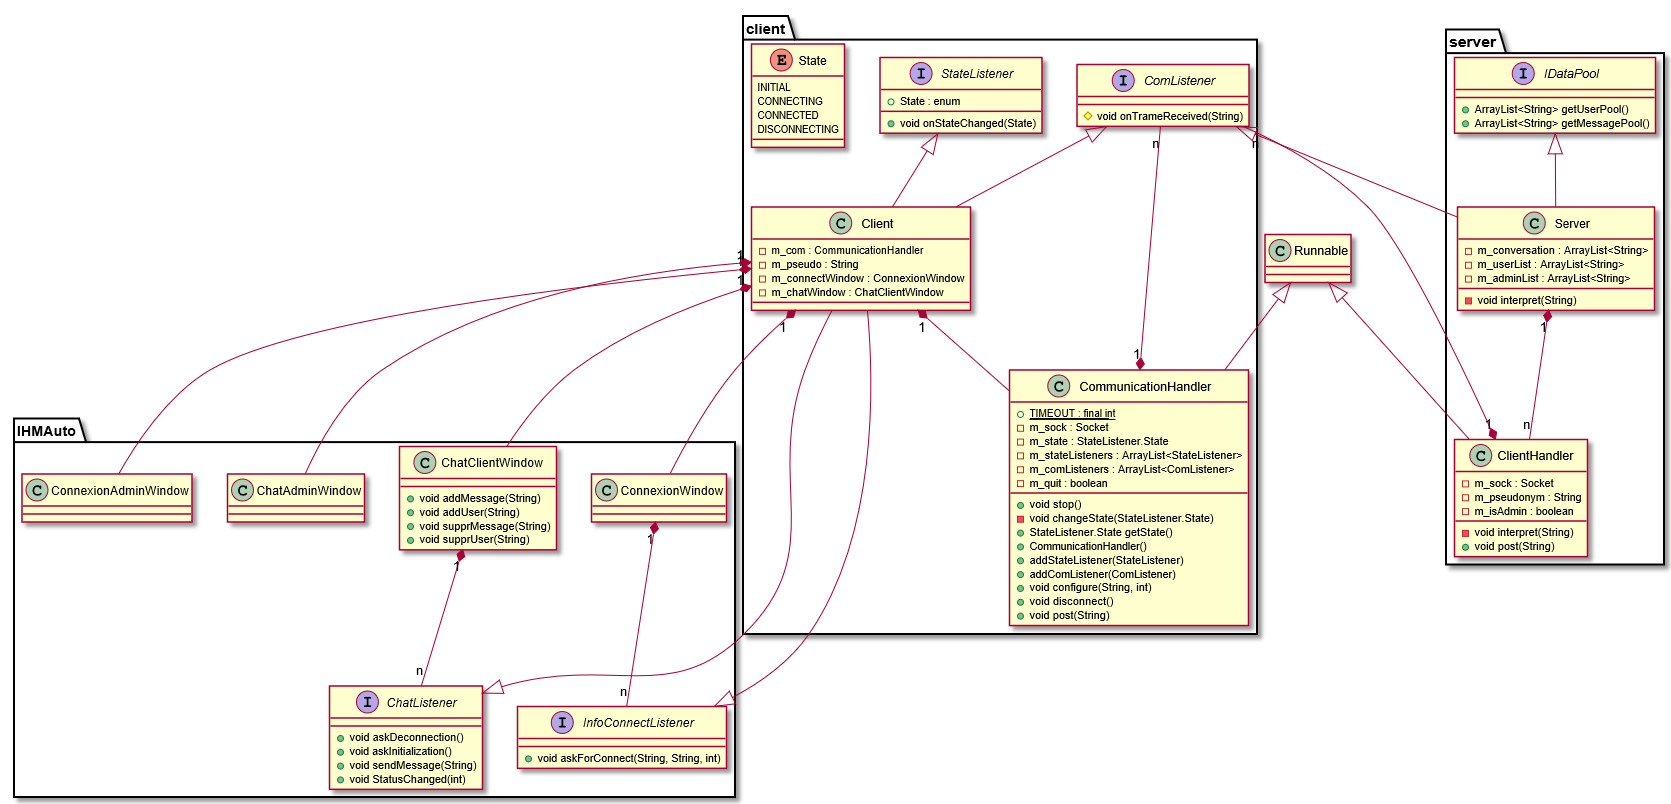 client
E State
INITIAL
CONNECTING
CONNECTED
DISCONNECTING
I StateListener
State : enum
void onStateChanged(State)
I ComListener
void onTrameReceived(String)
n
n
server
I IDataPool
ArrayList<String> getUserPool()
ArrayList<String> getMessagePool()
C Client
m_com : CommunicationHandler
m_pseudo : String
m_connectWindow : ConnexionWindow
m_chatWindow : ChatClientWindow
1
1
1
1
1
C Runnable
C Server
m_conversation : ArrayList<String>
m_userList : ArrayList<String>
m_adminList : ArrayList<String>
void interpret(String)
1
n
1
C CommunicationHandler
TIMEOUT : final int
m_sock : Socket
m_state : StateListener.State
m_stateListeners : ArrayList<StateListener>
m_comListeners : ArrayList<ComListener>
m_quit : boolean
void stop()
void changeState(StateListener.State)
StateListener.State getState()
CommunicationHandler()
addStateListener(StateListener)
addComListener(ComListener)
void configure(String, int)
void disconnect()
void post(String)
1
C ClientHandler
m_sock : Socket
m_pseudonym : String
m_isAdmin : boolean
void interpret(String)
void post(String)
IHMAuto
C ConnexionAdminWindow
C ChatAdminWindow
C ChatClientWindow
void addMessage(String)
void addUser(String)
void supprMessage(String)
void supprUser(String)
1
C ConnexionWindow
1
n
n
I ChatListener
void askDeconnection()
void askInitialization()
void sendMessage(String)
void StatusChanged(int)
I InfoConnectListener
void askForConnect(String, String, int)